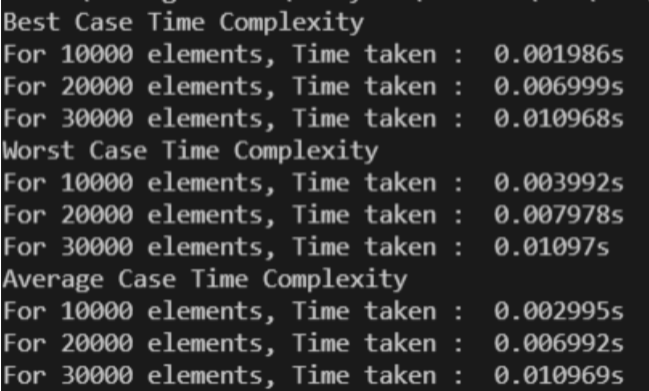 Best Case Time Complexity
For 10000 elements, Time taken :  0.001986s
For 20000 elements, Time taken :  0.006999s
For 30000 elements, Time taken :  0.010968s
Worst Case Time Complexity
For 10000 elements, Time taken :  0.003992s
For 20000 elements, Time taken :  0.007978s
For 30000 elements, Time taken :  0.01097s
Average Case Time Complexity
For 10000 elements, Time taken :  0.002995s
For 20000 elements, Time taken :  0.006992s
For 30000 elements, Time taken :  0.010969s